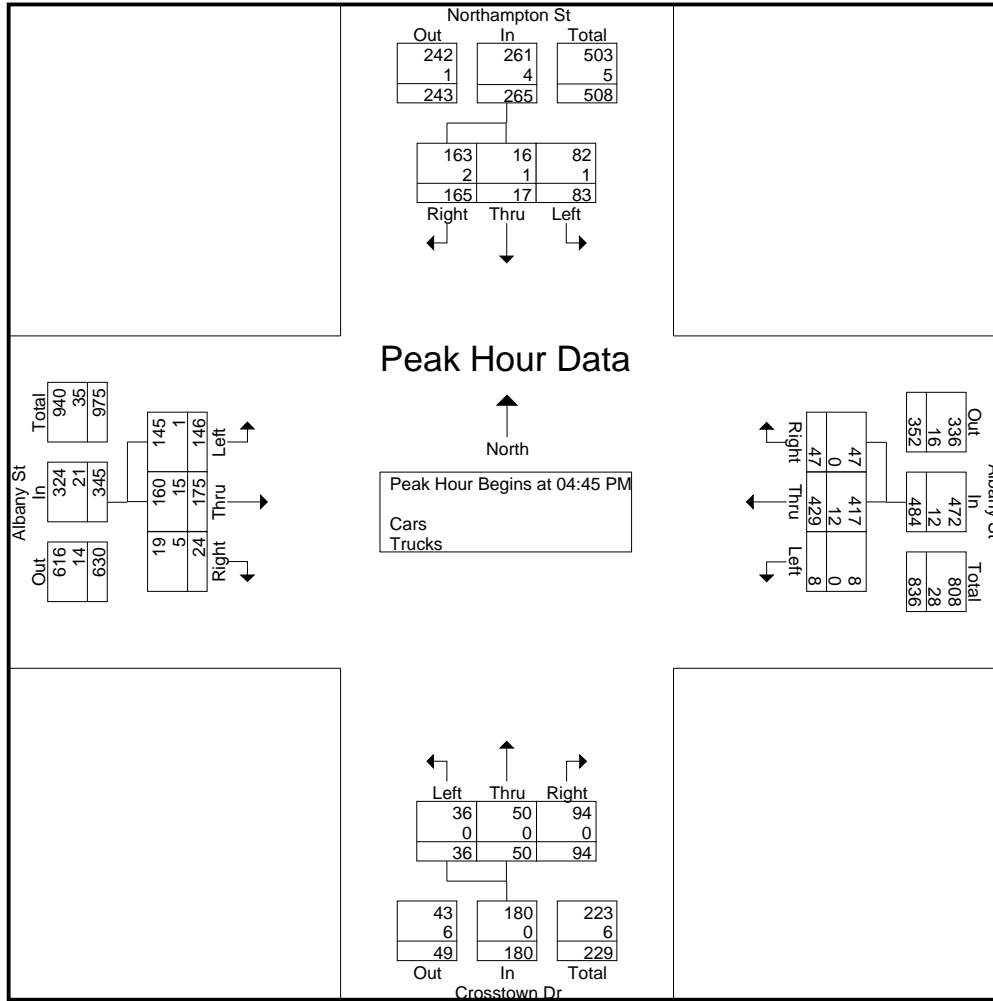 Northampton St
Out In Total
242 261 503
1 4 5
243 265 508
163 16 82
2 1 1
165 17 83
Right Thru Left
Peak Hour Data
North
Peak Hour Begins at 04:45 PM
Cars
Trucks
Albany St
Out In Total
616 324 940
14 21 35
630 345 975
Right Thru Left
19 160 145
5 15 1
24 175 146
Albany St
Out In Total
336 472 808
16 12 28
352 484 836
Right Thru Left
47 417 8
0 12 0
47 429 8
Left Thru Right
36 50 94
0 0 0
36 50 94
43 180 223
6 0 6
49 180 229
Out In Total
Crosstown Dr